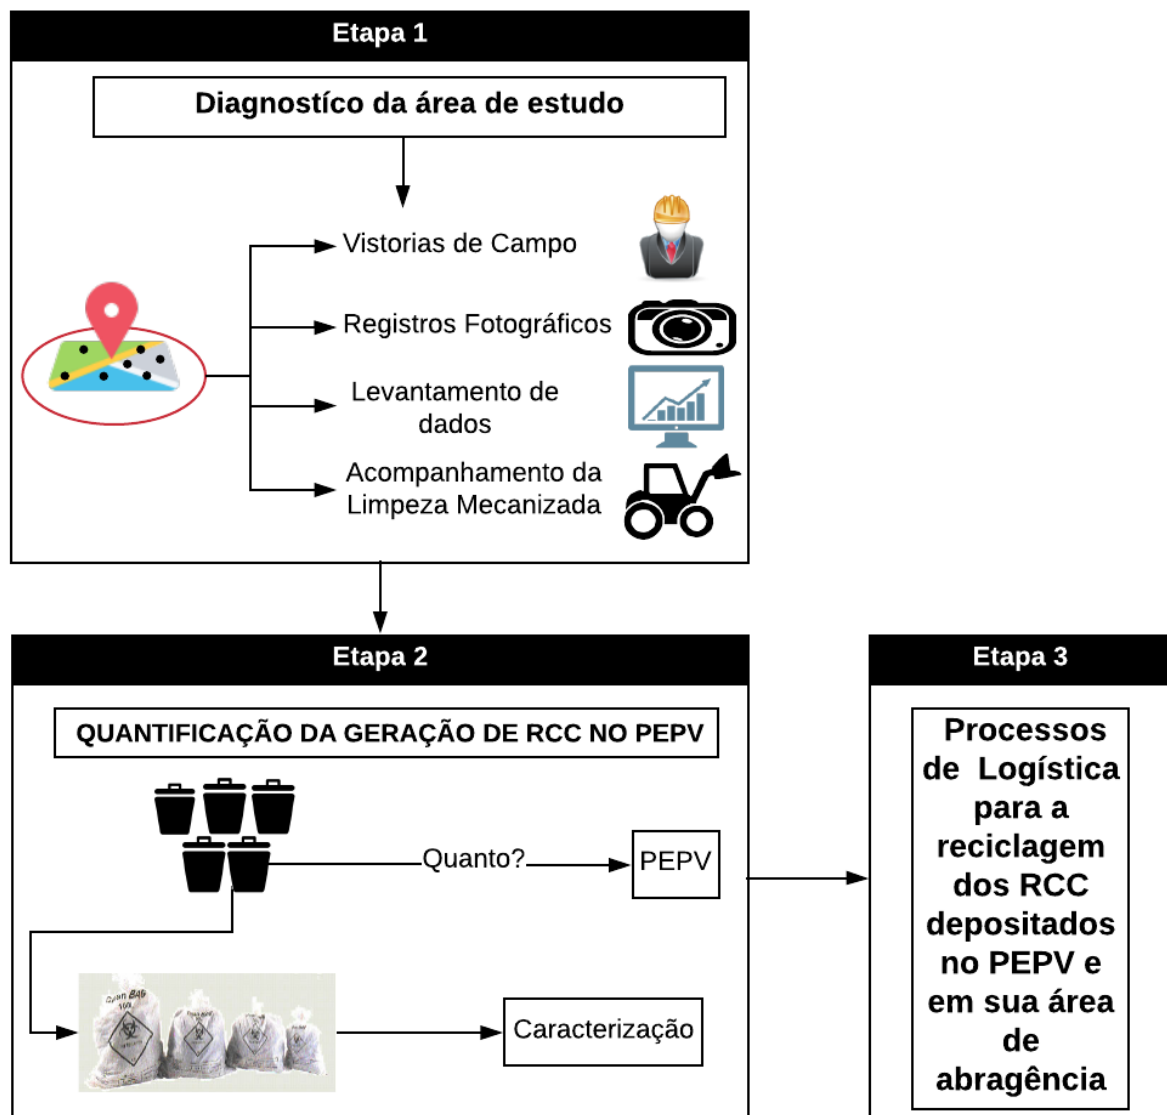 Etapa 1
Diagnostíco da área de estudo
Vistorias de Campo
Registros Fotográficos
Levantamento de
dados
Acompanhamento da
Limpeza Mecanizada
Etapa 2
QUANTIFICAÇÃO DA GERAÇÃO DE RCC NO PEPV
Quanto?
PEPV
Caracterização
Etapa 3
Processos
de Logística
para a
reciclagem
dos RCC
depositados
no PEPV e
em sua área
de
abragência